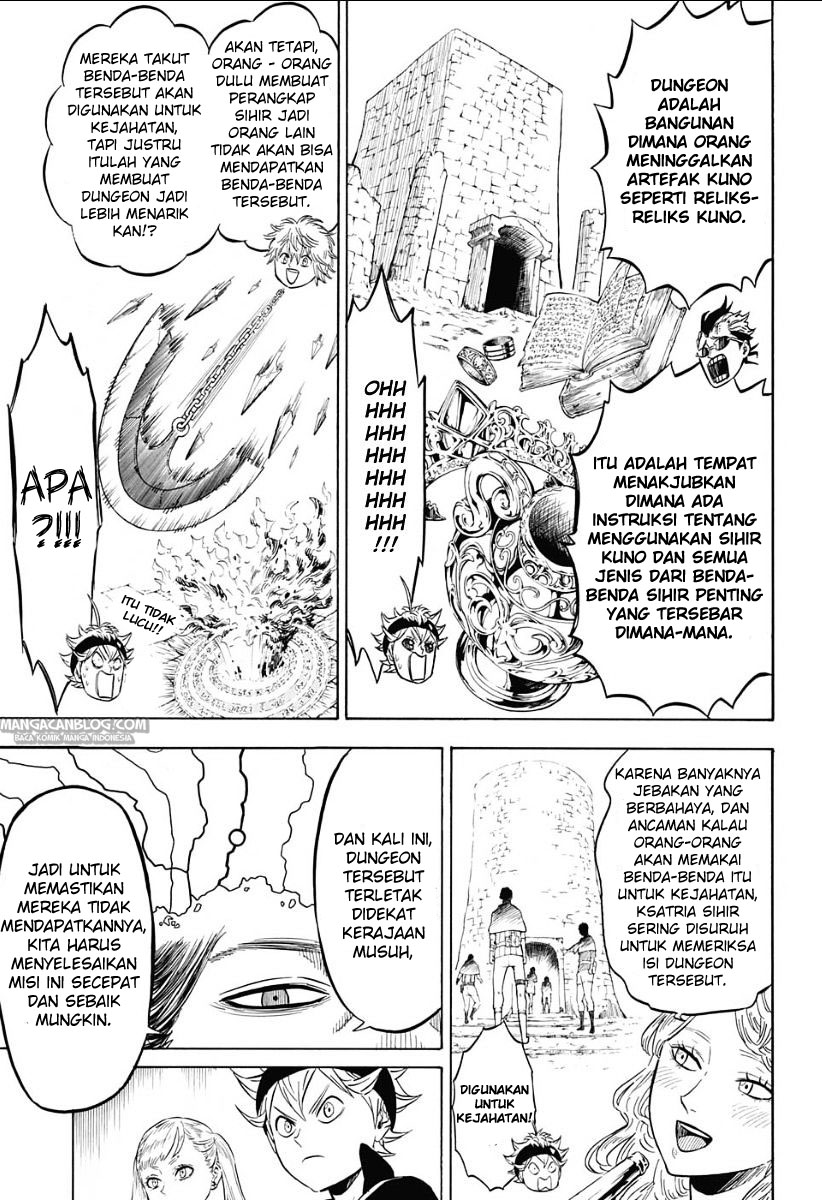 DUNGEON
ADALAH
BANGUNAN
DIMANA ORANG
MENINGGALKAN
ARTEFAK KUNO
SEPERTI RELIKS-
RELIKS KUNO.
ITU ADALAH TEMPAT
MENAKJUBKAN
DIMANA ADA
INSTRUKSI TENTANG
MENGGUNAKAN SIHIR
KUNO DAN SEMUA
JENIS DARI BENDA-
BENDA SIHIR PENTING
YANG TERSEBAR
DIMANA-MANA.
OHH
HHH
HHH
HHH
HHH
HHH
HHH
!!!
AKAN TETAPI,
ORANG - ORANG
DULU MEMBUAT
PERANGKAP
SIHIR JADI
ORANG LAIN
TIDAK AKAN BISA
MENDAPATKAN
BENDA-BENDA
TERSEBUT.
MEREKA TAKUT
BENDA-BENDA
TERSEBUT AKAN
DIGUNAKAN UNTUK
KEJAHATAN,
TAPI JUSTRU
ITULAH YANG
MEMBUAT
DUNGEON JADI
LEBIH MENARIK
KAN!?
APA
?!!!
ITU TIDAK
LUCU!!
MANGACANBLOG.COM
BACA KOMIK MANGA INDONESIA
KARENA BANYAKNYA
JEBAKAN YANG
BERBAHAYA, DAN
ANCAMAN KALAU
ORANG-ORANG
AKAN MEMAKAI
BENDA-BENDA ITU
UNTUK KEJAHATAN,
KSATRIA SIHIR
SERING DISURUH
UNTUK MEMERIKSA
ISI DUNGEON
TERSEBUT.
DIGUNAKAN
UNTUK
KEJAHATAN!
DAN KALI INI,
DUNGEON
TERSEBUT
TERLETAK
DIDEKAT
KERAJAAN
MUSUH,
JADI UNTUK
MEMASTIKAN
MEREKA TIDAK
MENDAPATKANNYA,
KITA HARUS
MENYELESAIKAN
MISI INI SECEPAT
DAN SEBAIK
MUNGKIN.